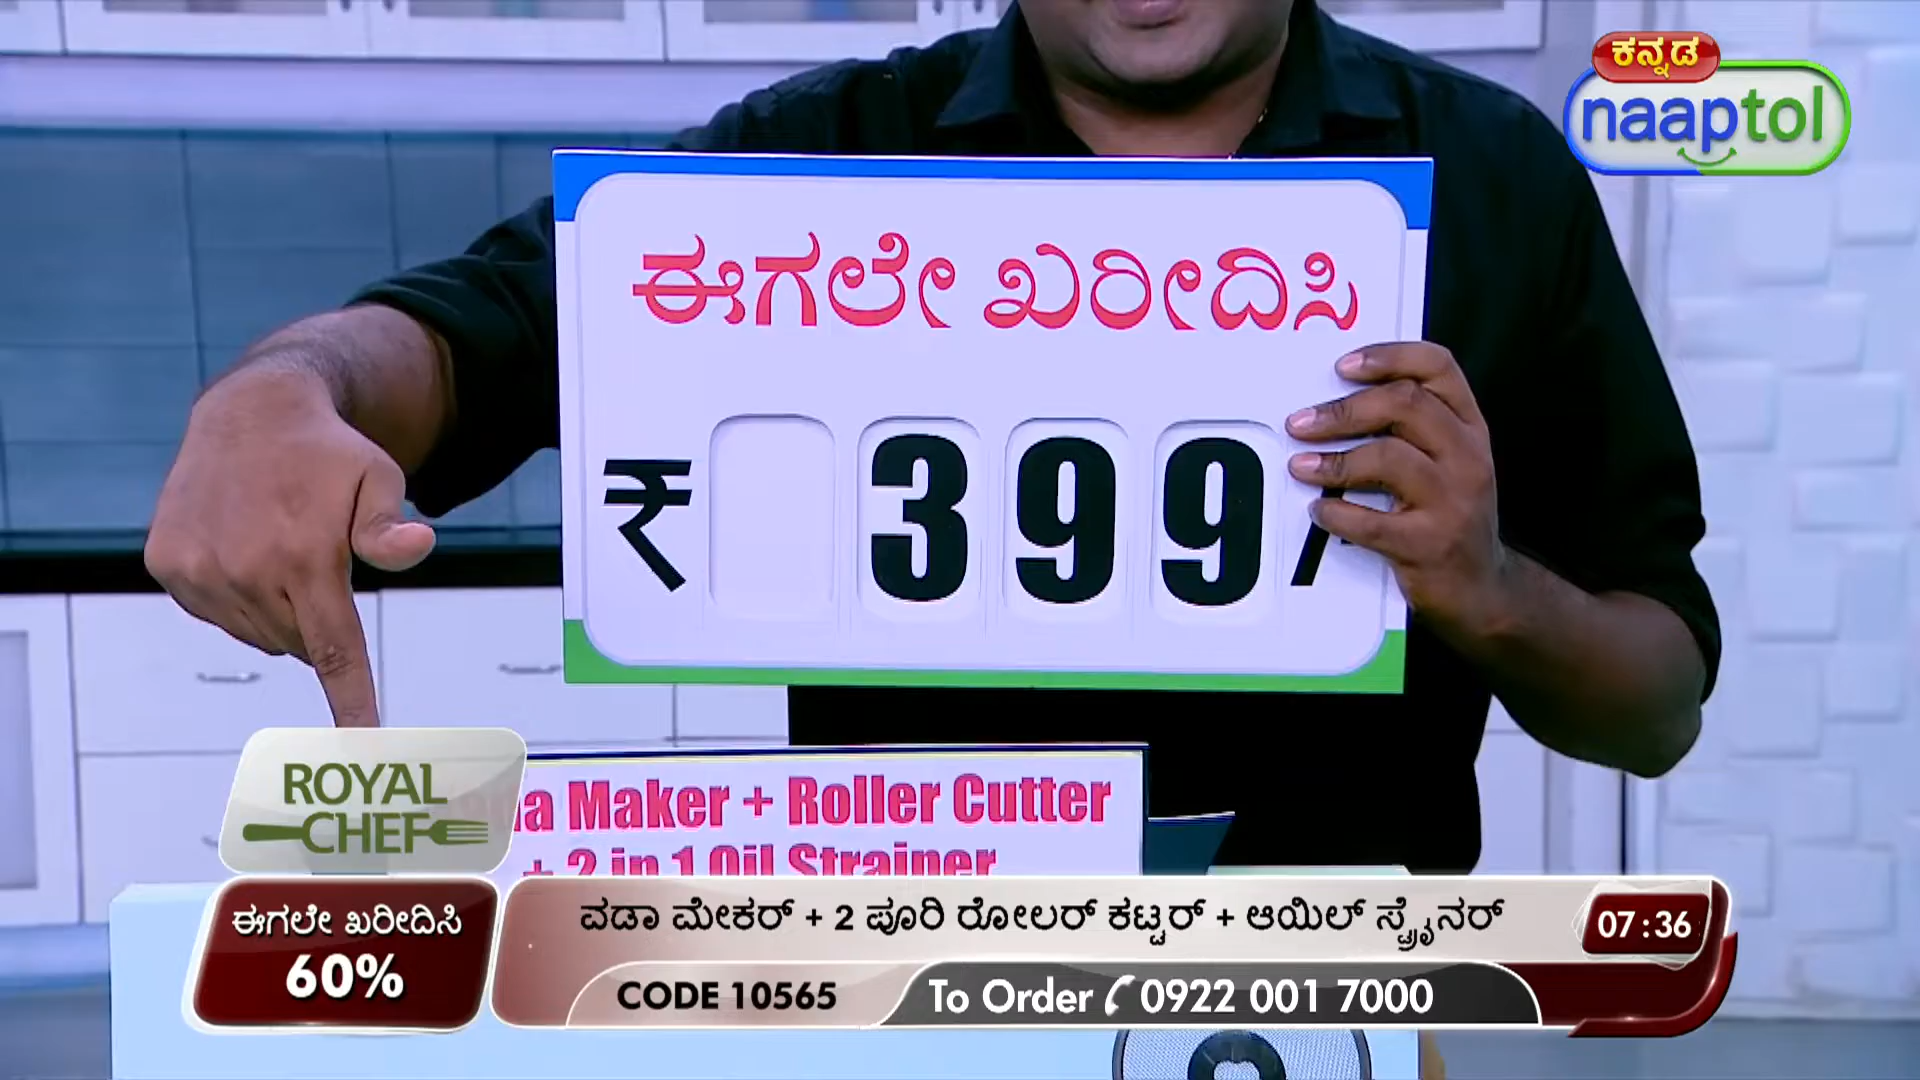 ಕನ್ನಡ
naaptol
ಈಗಲೇ ಖರೀದಿಸಿ
₹ 399/
ROYAL
CHEF
Maker + Roller Cutter
+ 2 in 1 Oil Strainer
ಈಗಲೇ ಖರೀದಿಸಿ
60%
ವಡಾ ಮೇಕರ್ + 2 ಪೂರಿ ರೋಲರ್ ಕಟ್ಟರ್ + ಆಯಿಲ್ ಸ್ಟ್ರೈನರ್
07:36
CODE 10565
To Order 0922 001 7000